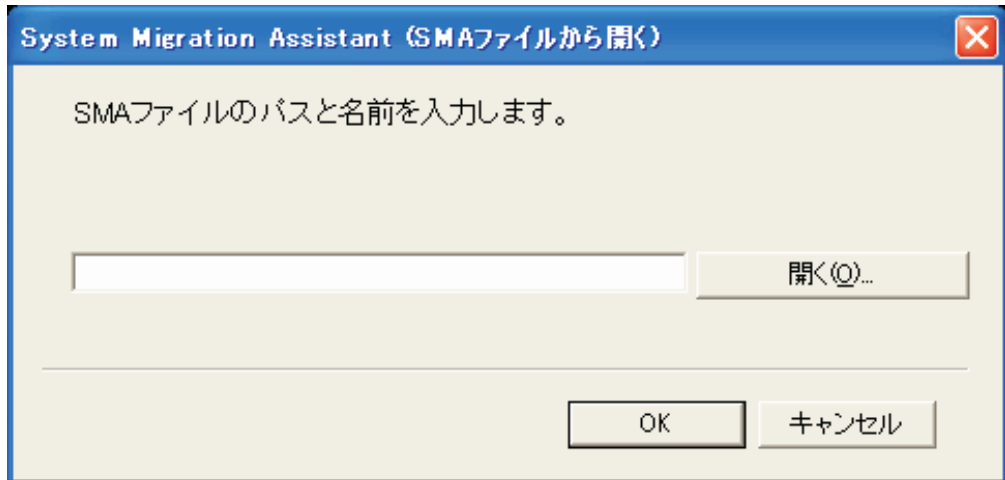 System Migration Assistant (SMAファイルから開く)
SMAファイルのパスと名前を入力します。
開く(O)...
OK
キャンセル